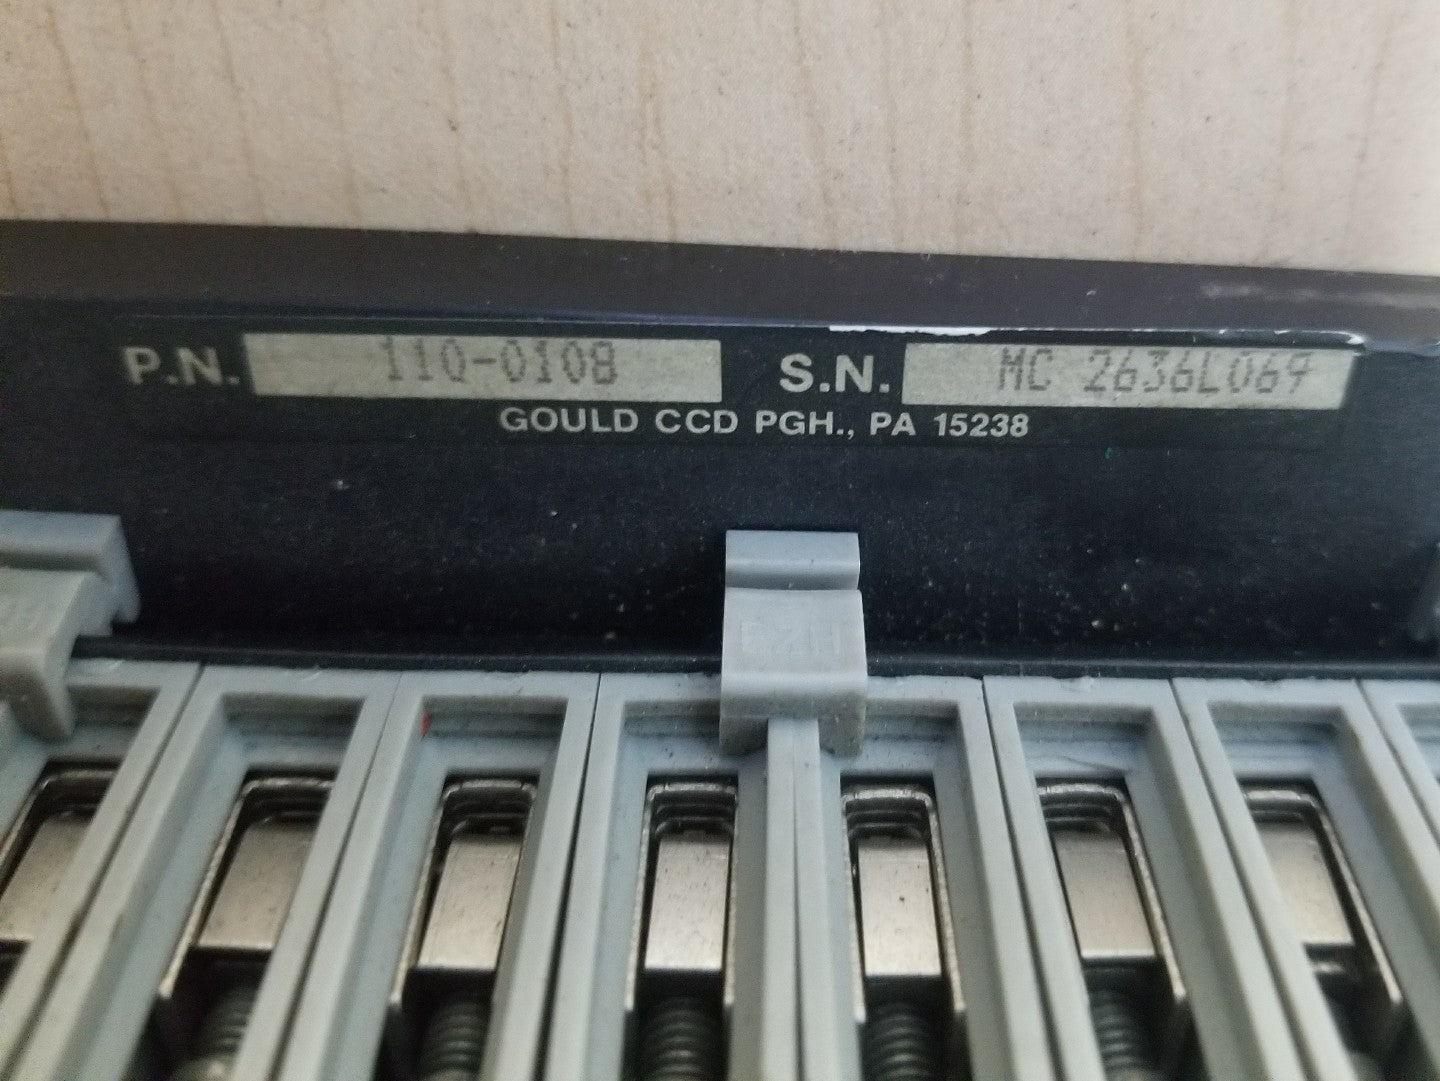 P.N. 110-0108 S.N. MC 2636L069
GOULD CCD PGH., PA 15238